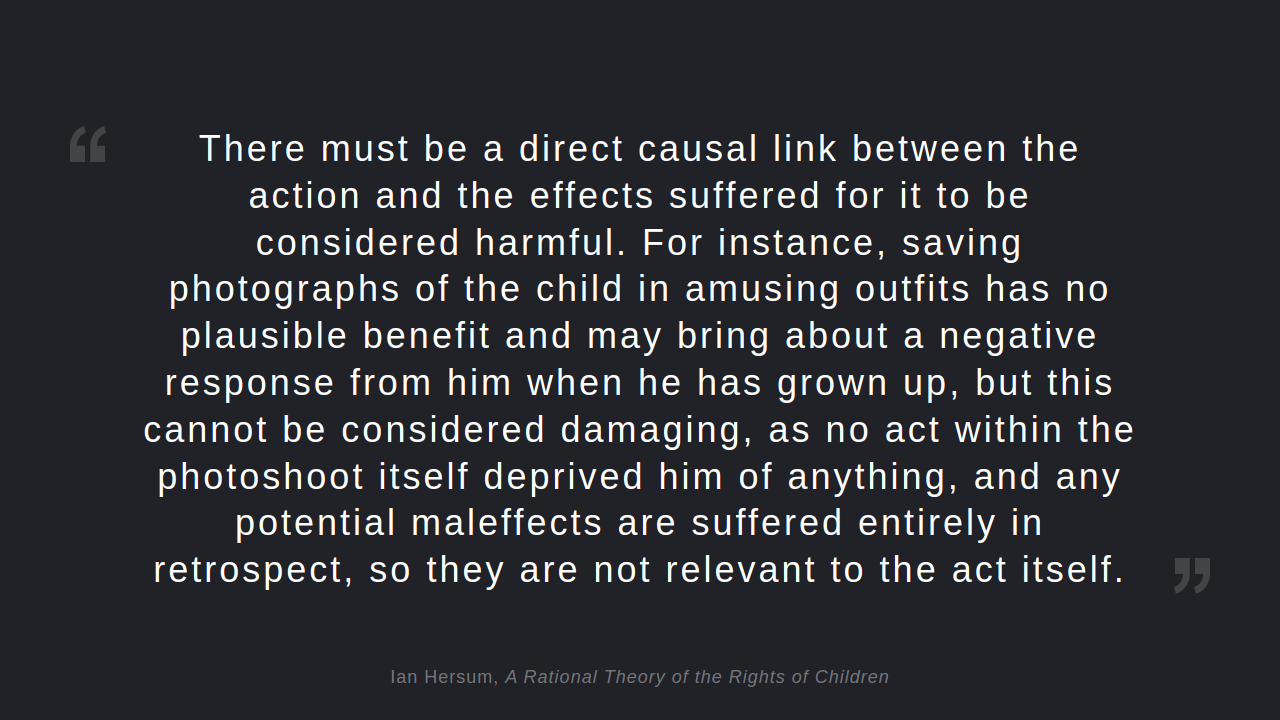 “
There must be a direct causal link between the
action and the effects suffered for it to be
considered harmful. For instance, saving
photographs of the child in amusing outfits has no
plausible benefit and may bring about a negative
response from him when he has grown up, but this
cannot be considered damaging, as no act within the
photoshoot itself deprived him of anything, and any
potential maleffects are suffered entirely in
retrospect, so they are not relevant to the act itself.
”
Ian Hersum, A Rational Theory of the Rights of Children